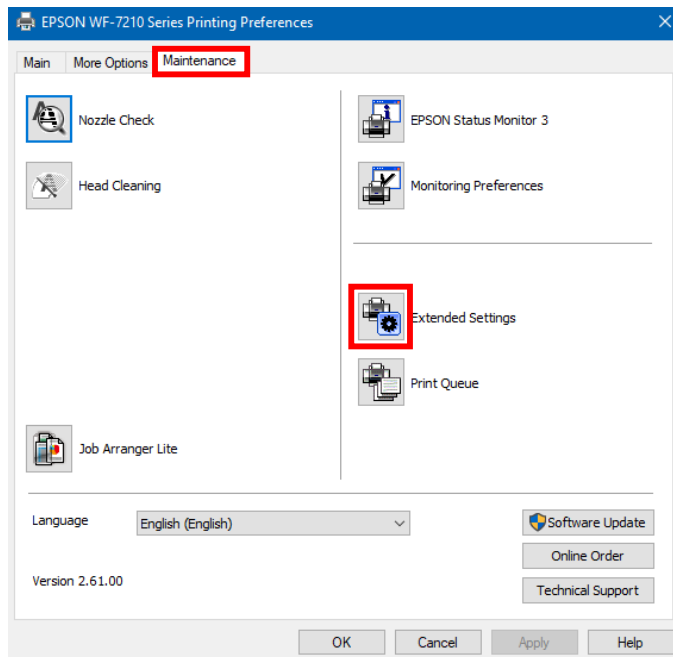 EPSON WF-7210 Series Printing Preferences
Main More Options Maintenance
Nozzle Check
EPSON Status Monitor 3
Head Cleaning
Monitoring Preferences
Extended Settings
Print Queue
Job Arranger Lite
Language English (English)
Software Update
Online Order
Version 2.61.00
Technical Support
OK Cancel Apply Help